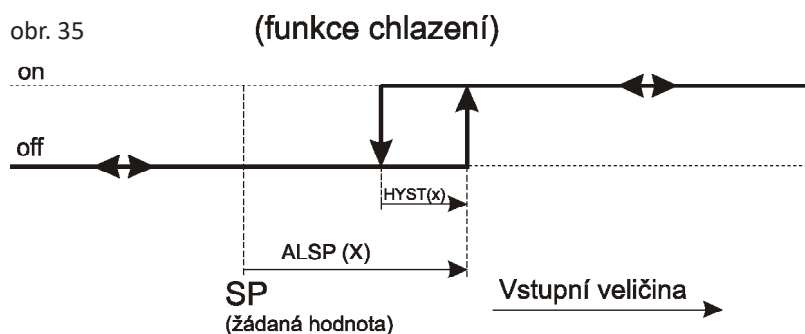 obr. 35
(funkce chlazení)
on
off
HYST(x)
ALSP (X)
SP
(žádaná hodnota)
Vstupní veličina